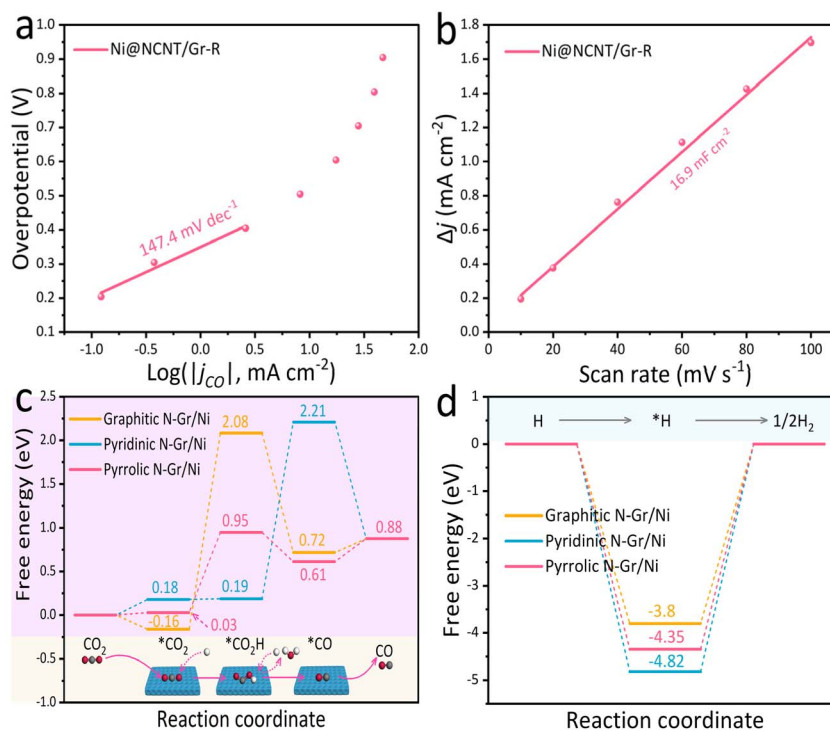 a
Ni@NCNT/Gr-R
147.4 mV dec⁻¹
Overpotential (V)
1.0
0.9
0.8
0.7
0.6
0.5
0.4
0.3
0.2
0.1
-1.0 -0.5 0.0 0.5 1.0 1.5 2.0
Log(|j_CO|, mA cm⁻²)
b
Ni@NCNT/Gr-R
16.9 mF cm⁻²
Δj (mA cm⁻²)
1.8
1.6
1.4
1.2
1.0
0.8
0.6
0.4
0.2
0.0
0 20 40 60 80 100
Scan rate (mV s⁻¹)
c
Graphitic N-Gr/Ni
Pyridinic N-Gr/Ni
Pyrrolic N-Gr/Ni
Free energy (eV)
2.5
2.0
1.5
1.0
0.5
0.0
-0.5
-1.0
2.08
2.21
0.95
0.72
0.88
0.61
0.18
0.19
-0.16
0.03
CO₂ *CO₂ *CO₂H *CO CO
Reaction coordinate
d
H *H 1/2H₂
Graphitic N-Gr/Ni
Pyridinic N-Gr/Ni
Pyrrolic N-Gr/Ni
Free energy (eV)
1
0
-1
-2
-3
-4
-5
-3.8
-4.35
-4.82
Reaction coordinate